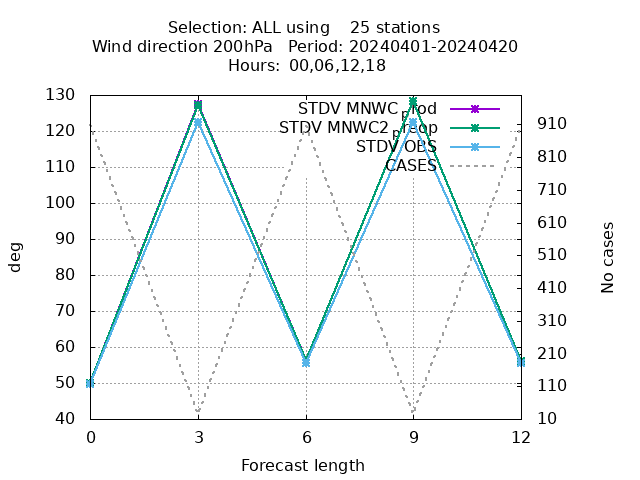 Selection: ALL using    25 stations
Wind direction 200hPa   Period: 20240401-20240420
Hours:  00,06,12,18
STDV MNWC_prod
STDV MNWC2_preop
STDV OBS
CASES
130
120
110
100
90
80
70
60
50
40
910
810
710
610
510
410
310
210
110
10
deg
No cases
0 3 6 9 12
Forecast length